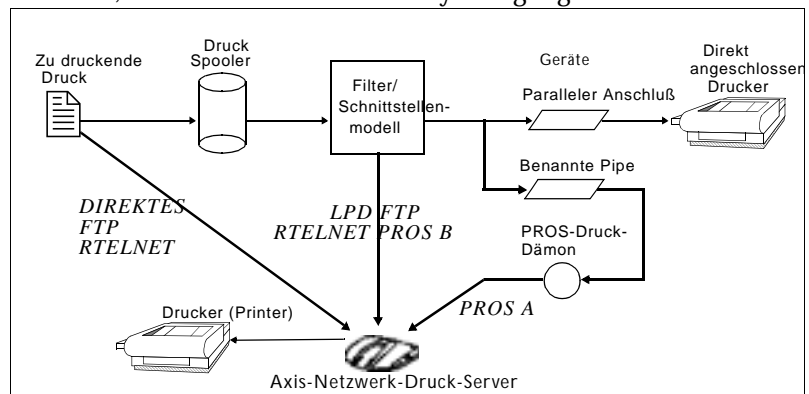 Zu druckende
Druck
Druck
Spooler
Filter/
Schnittstellen-
modell
Geräte
Paralleler Anschluß
Direkt
angeschlossen
Drucker
Benannte Pipe
DIREKTES
FTP
RTELNET
LPD FTP
RTELNET PROS B
PROS-Druck-
Dämon
PROS A
Drucker (Printer)
Axis-Netzwerk-Druck-Server